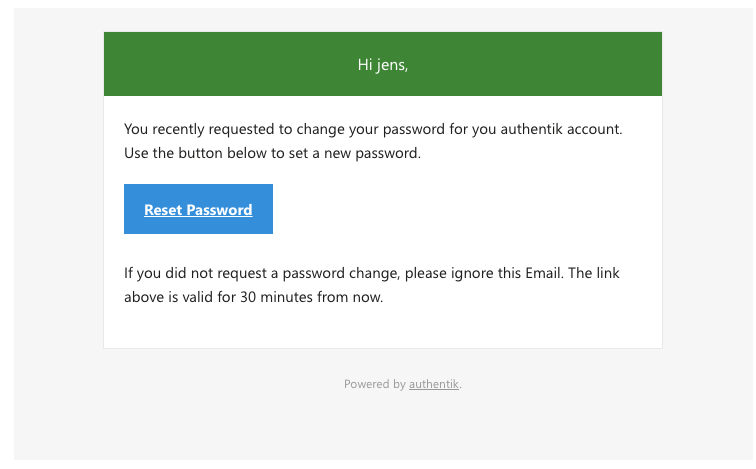 Hi jens,
You recently requested to change your password for you authentik account.
Use the button below to set a new password.
Reset Password
If you did not request a password change, please ignore this Email. The link
above is valid for 30 minutes from now.
Powered by authentik.